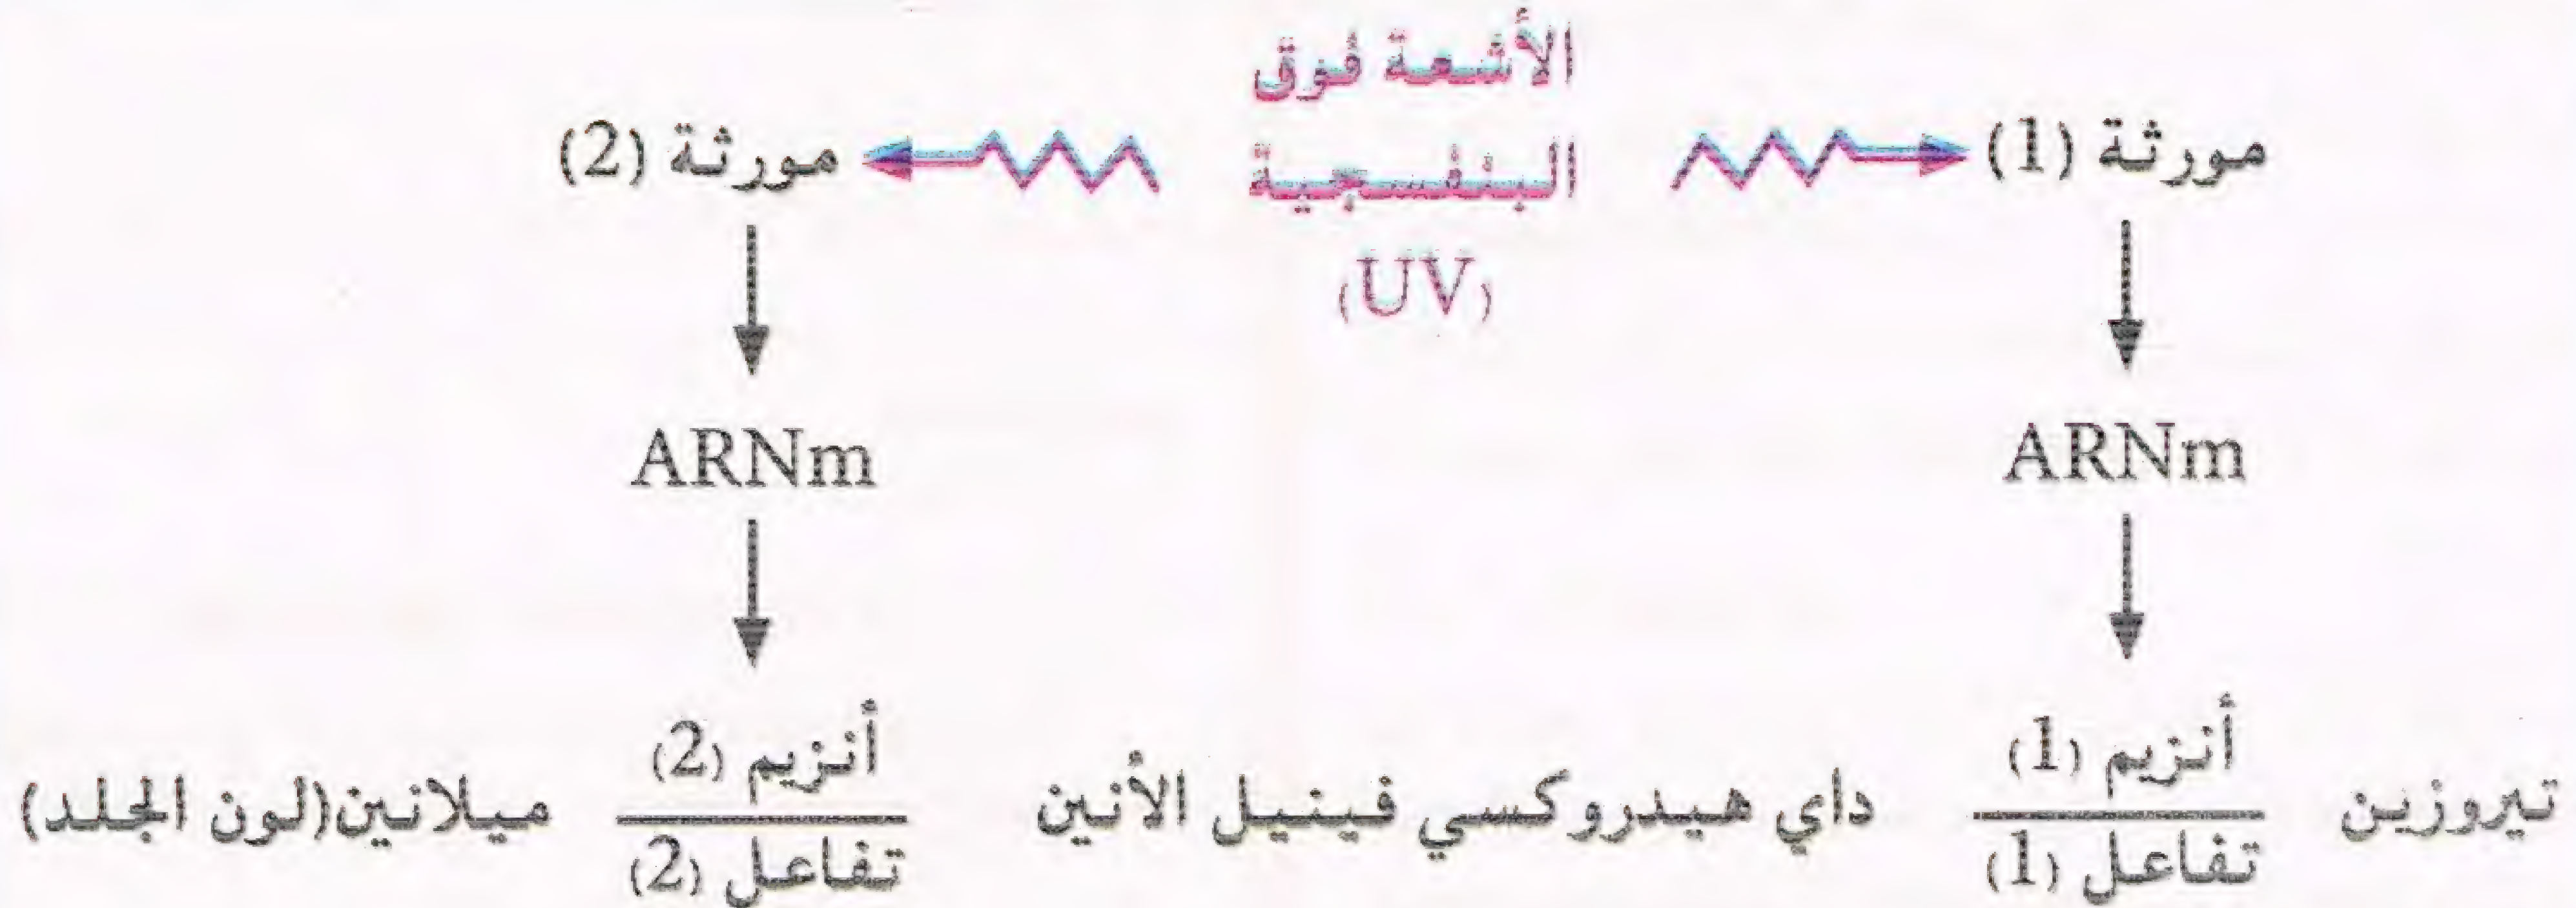 الأشعة فوق
البنفسجية
(UV)
مورثة (1)
مورثة (2)
ARNm
ARNm
تيروزين
أنزيم (1)
تفاعل (1)
داي هيدروكسي فينيل الأنين
أنزيم (2)
تفاعل (2)
ميلانين(لون الجلد)